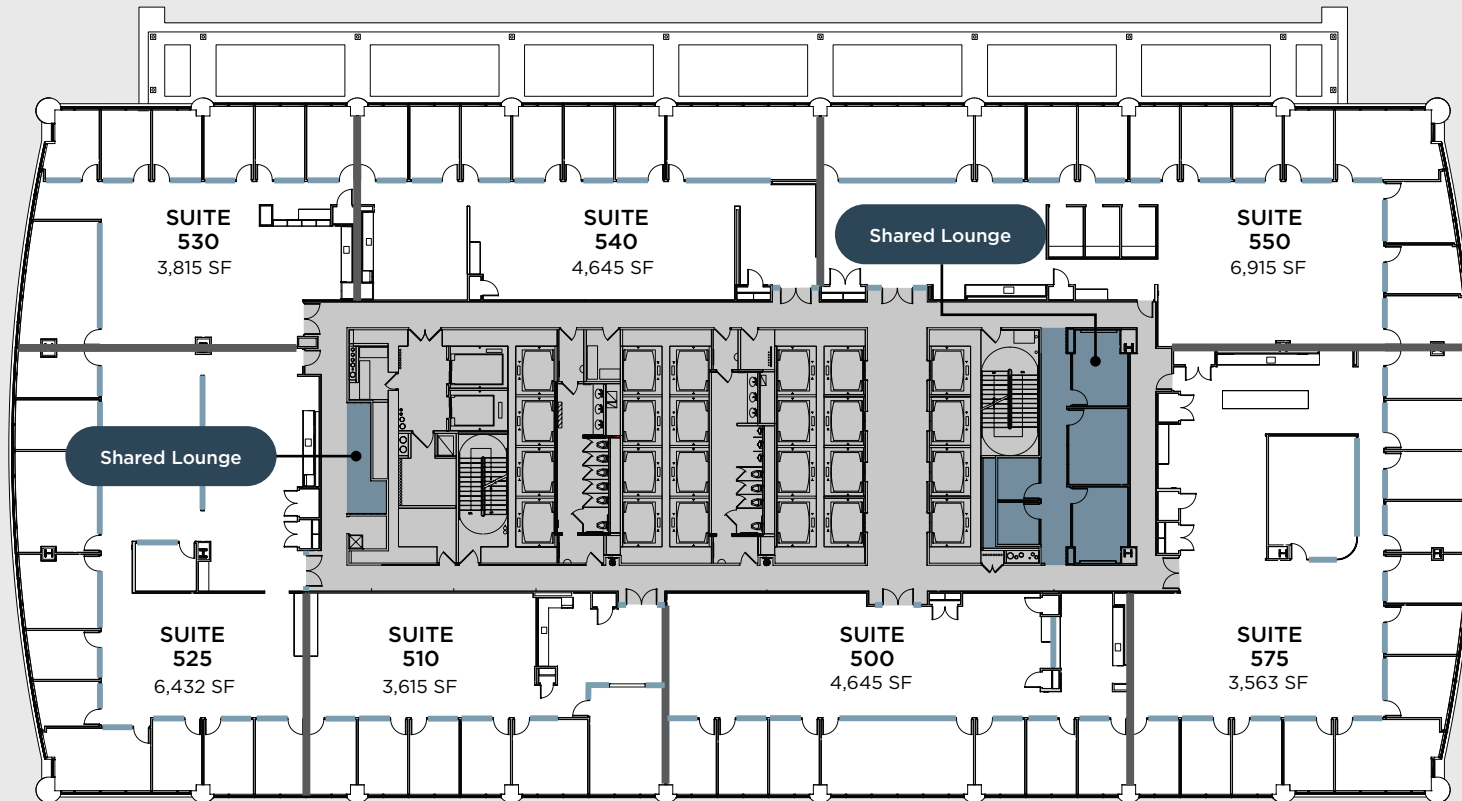 SUITE
530
3,815 SF
SUITE
540
4,645 SF
Shared Lounge
SUITE
550
6,915 SF
Shared Lounge
SUITE
525
6,432 SF
SUITE
510
3,615 SF
SUITE
500
4,645 SF
SUITE
575
3,563 SF